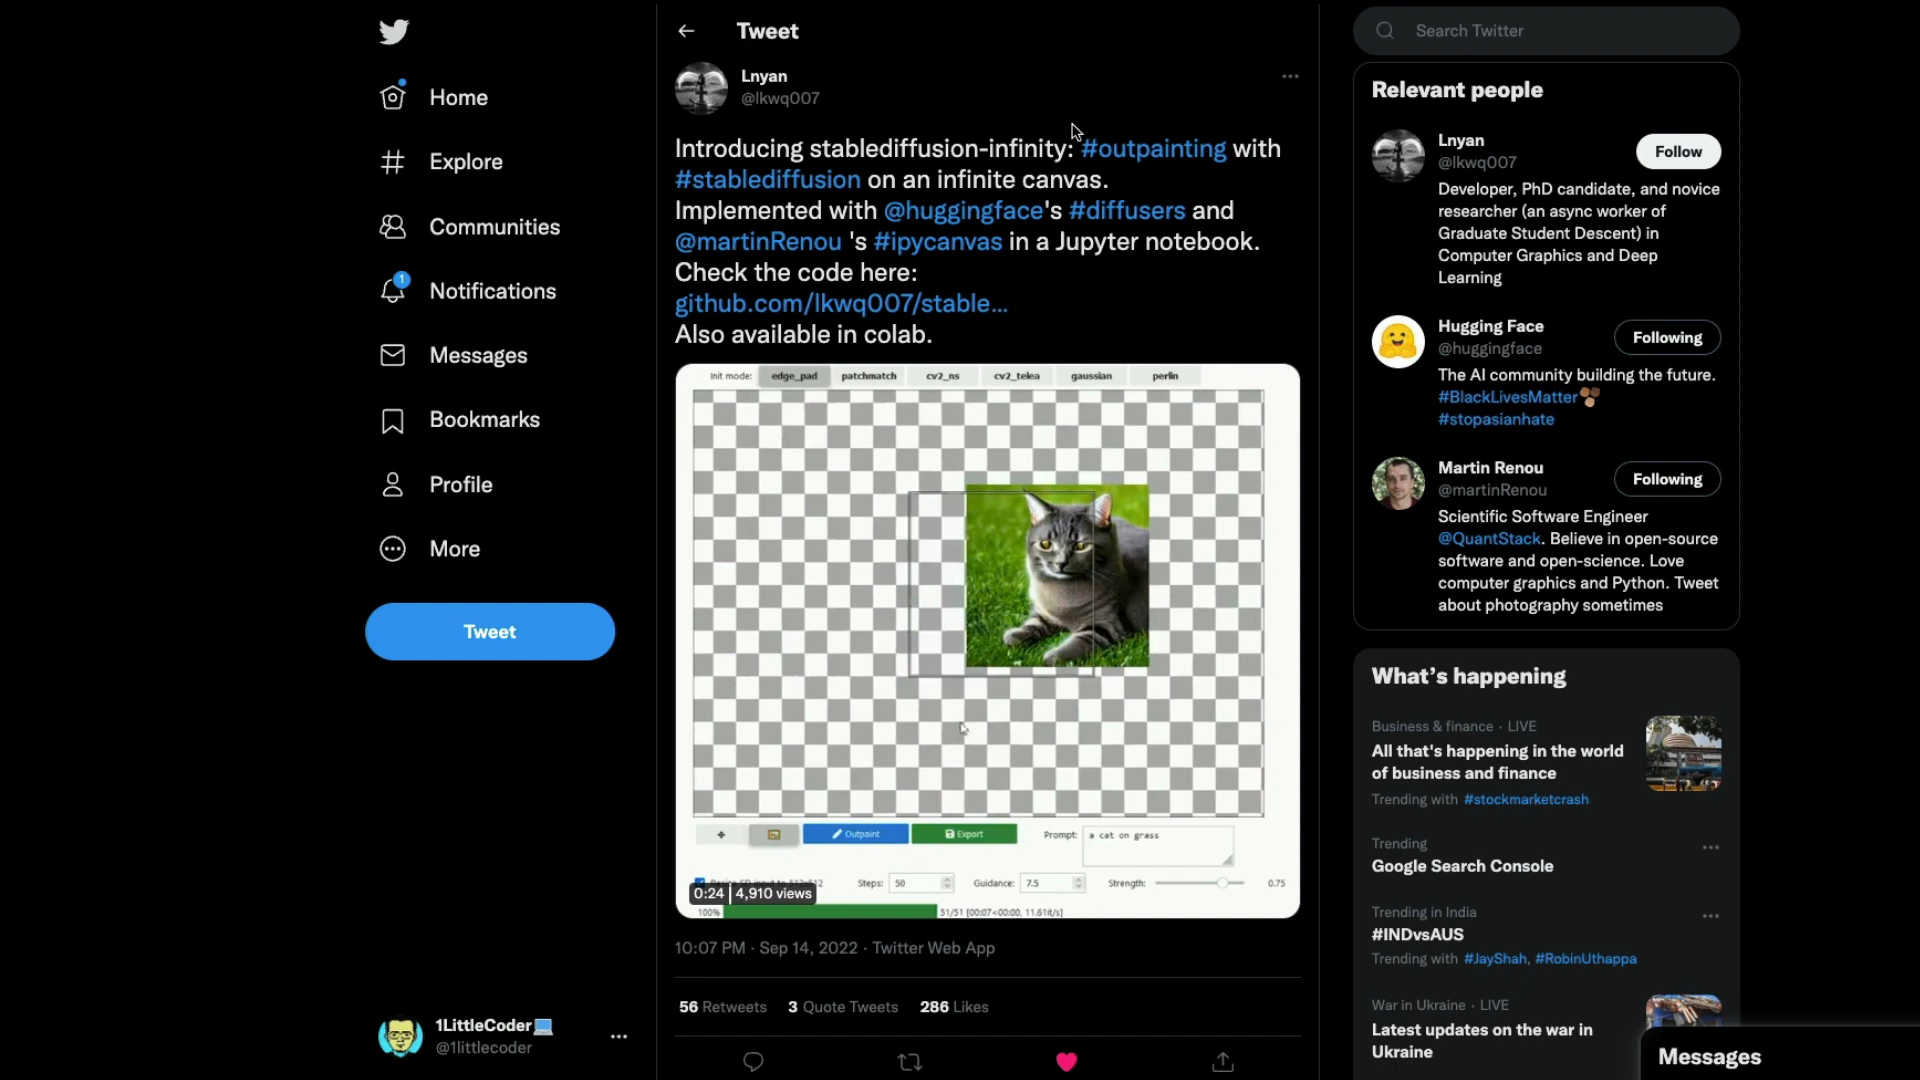 Home
Explore
Communities
1
Notifications
Messages
Bookmarks
Profile
More
Tweet
1LittleCoder
@1littlecoder
Tweet
Lnyan
@lkwq007
Introducing stablediffusion-infinity: #outpainting with
#stablediffusion on an infinite canvas.
Implemented with @huggingface's #diffusers and
@martinRenou 's #ipycanvas in a Jupyter notebook.
Check the code here:
github.com/lkwq007/stable...
Also available in colab.
Init mode: edge_pad patchmatch cv2_ns cv2_telea gaussian perlin
Outpaint Export Prompt: a cat on grass
Steps: 50 Guidance: 7.5 Strength: 0.75
0:24 4,910 views
100% 51/51 [00:07<00:00, 11.61it/s]
10:07 PM · Sep 14, 2022 · Twitter Web App
56 Retweets 3 Quote Tweets 286 Likes
Search Twitter
Relevant people
Lnyan
@lkwq007
Follow
Developer, PhD candidate, and novice
researcher (an async worker of
Graduate Student Descent) in
Computer Graphics and Deep
Learning
Hugging Face
@huggingface
Following
The AI community building the future.
#BlackLivesMatter
#stopasianhate
Martin Renou
@martinRenou
Following
Scientific Software Engineer
@QuantStack. Believe in open-source
software and open-science. Love
computer graphics and Python. Tweet
about photography sometimes
What's happening
Business & finance · LIVE
All that's happening in the world
of business and finance
Trending with #stockmarketcrash
Trending
Google Search Console
Trending in India
#INDvsAUS
Trending with #JayShah, #RobinUthappa
War in Ukraine · LIVE
Latest updates on the war in
Ukraine
Messages